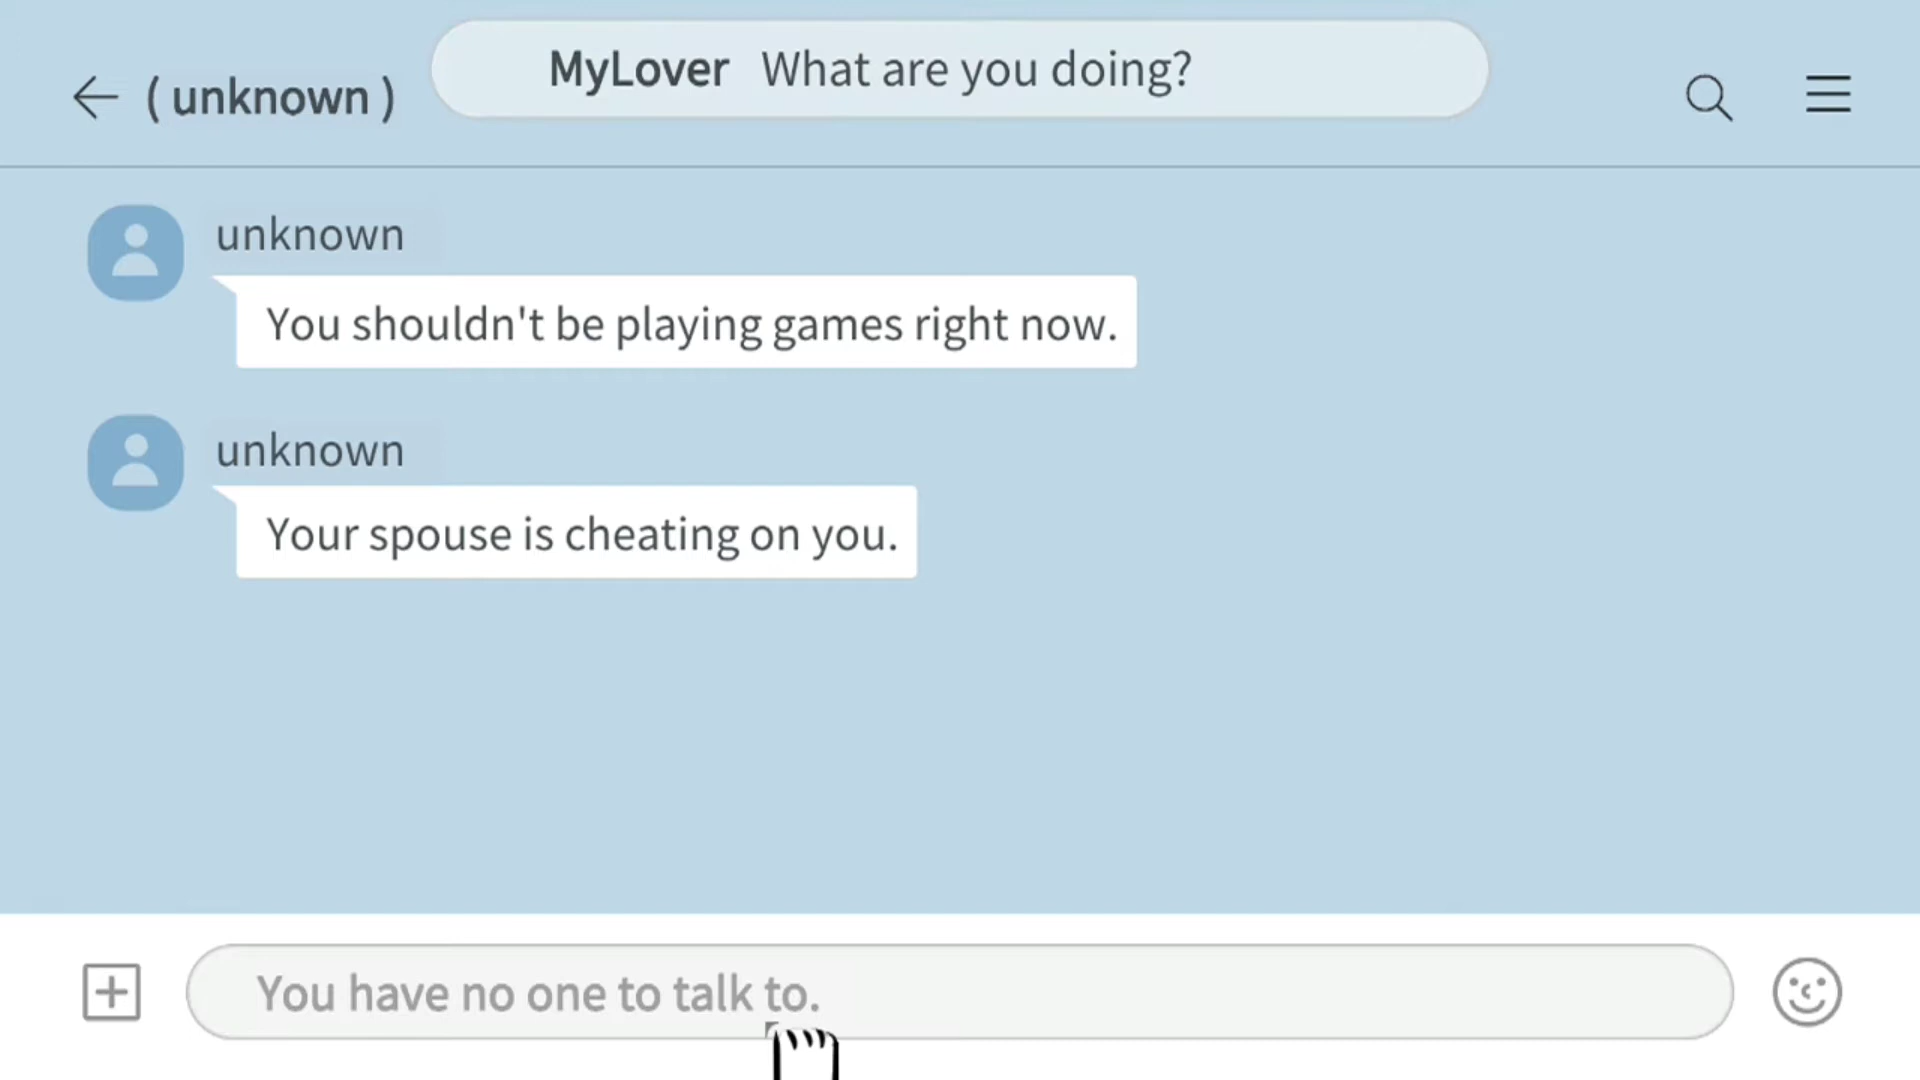 ( unknown )
MyLover What are you doing?
unknown
You shouldn't be playing games right now.
unknown
Your spouse is cheating on you.
You have no one to talk to.